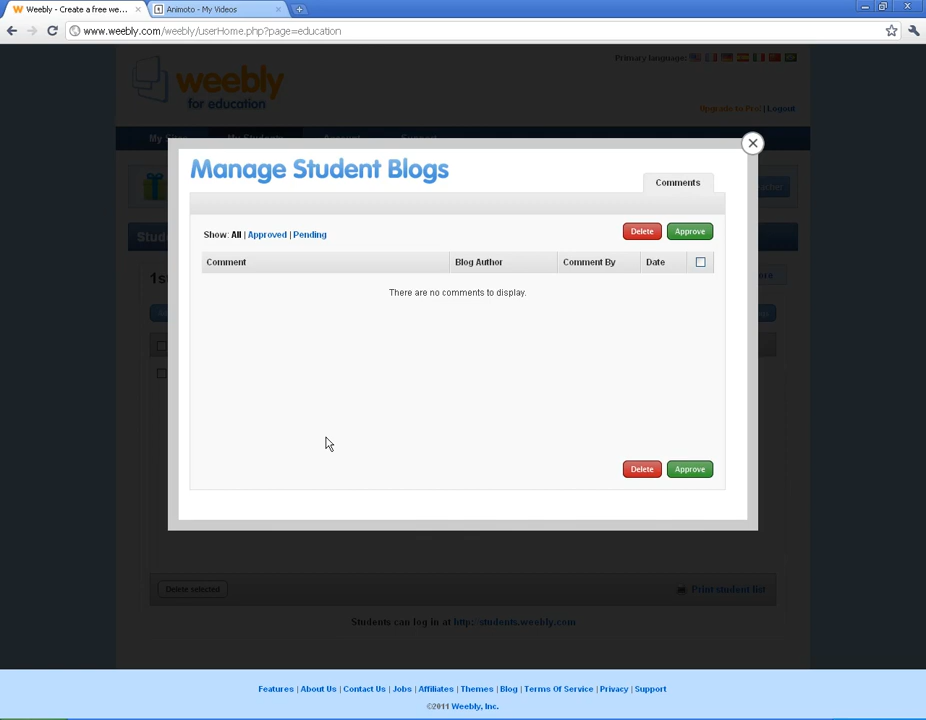 Weebly - Create a free we...
Animoto - My Videos
www.weebly.com/weebly/userHome.php?page=education
Primary language:
weebly
for education
Upgrade to Pro! | Logout
My Sites My Students Account Support
Manage Student Blogs
Comments
Show: All | Approved | Pending
Delete Approve
Comment Blog Author Comment By Date
There are no comments to display.
1st
Delete Approve
Delete selected
Print student list
Students can log in at http://students.weebly.com
Features | About Us | Contact Us | Jobs | Affiliates | Themes | Blog | Terms Of Service | Privacy | Support
©2011 Weebly, Inc.